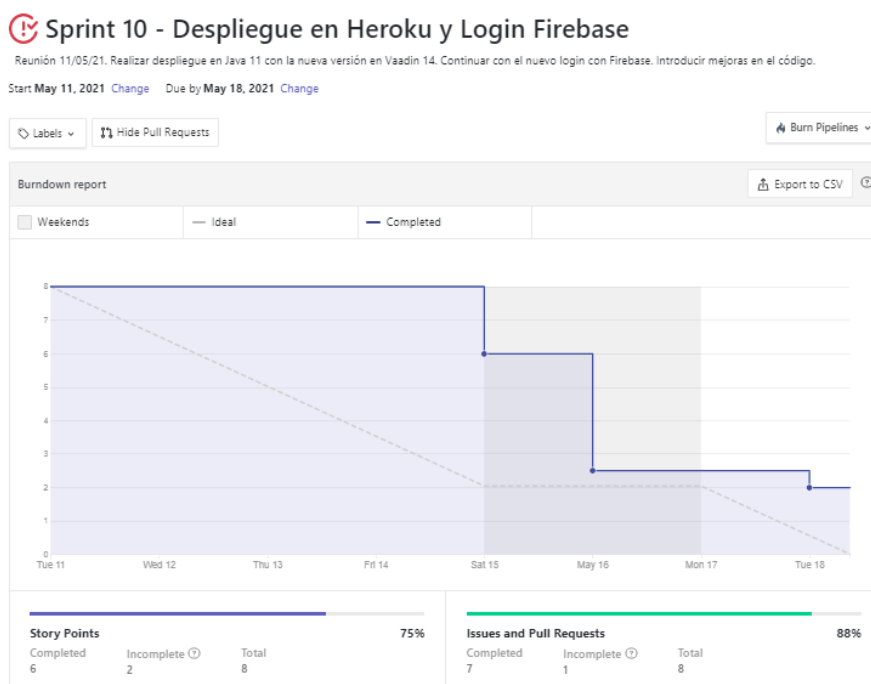 Sprint 10 - Despliegue en Heroku y Login Firebase
Reunión 11/05/21. Realizar despliegue en Java 11 con la nueva versión en Vaadin 14. Continuar con el nuevo login con Firebase. Introducir mejoras en el código.
Start May 11, 2021 Change Due by May 18, 2021 Change
Labels Hide Pull Requests Burn Pipelines
Burndown report Export to CSV
Weekends Ideal Completed
8
7
6
5
4
3
2
1
0
Tue 11 Wed 12 Thu 13 Fri 14 Sat 15 May 16 Mon 17 Tue 18
Story Points 75% Issues and Pull Requests 88%
Completed Incomplete Total Completed Incomplete Total
6 2 8 7 1 8